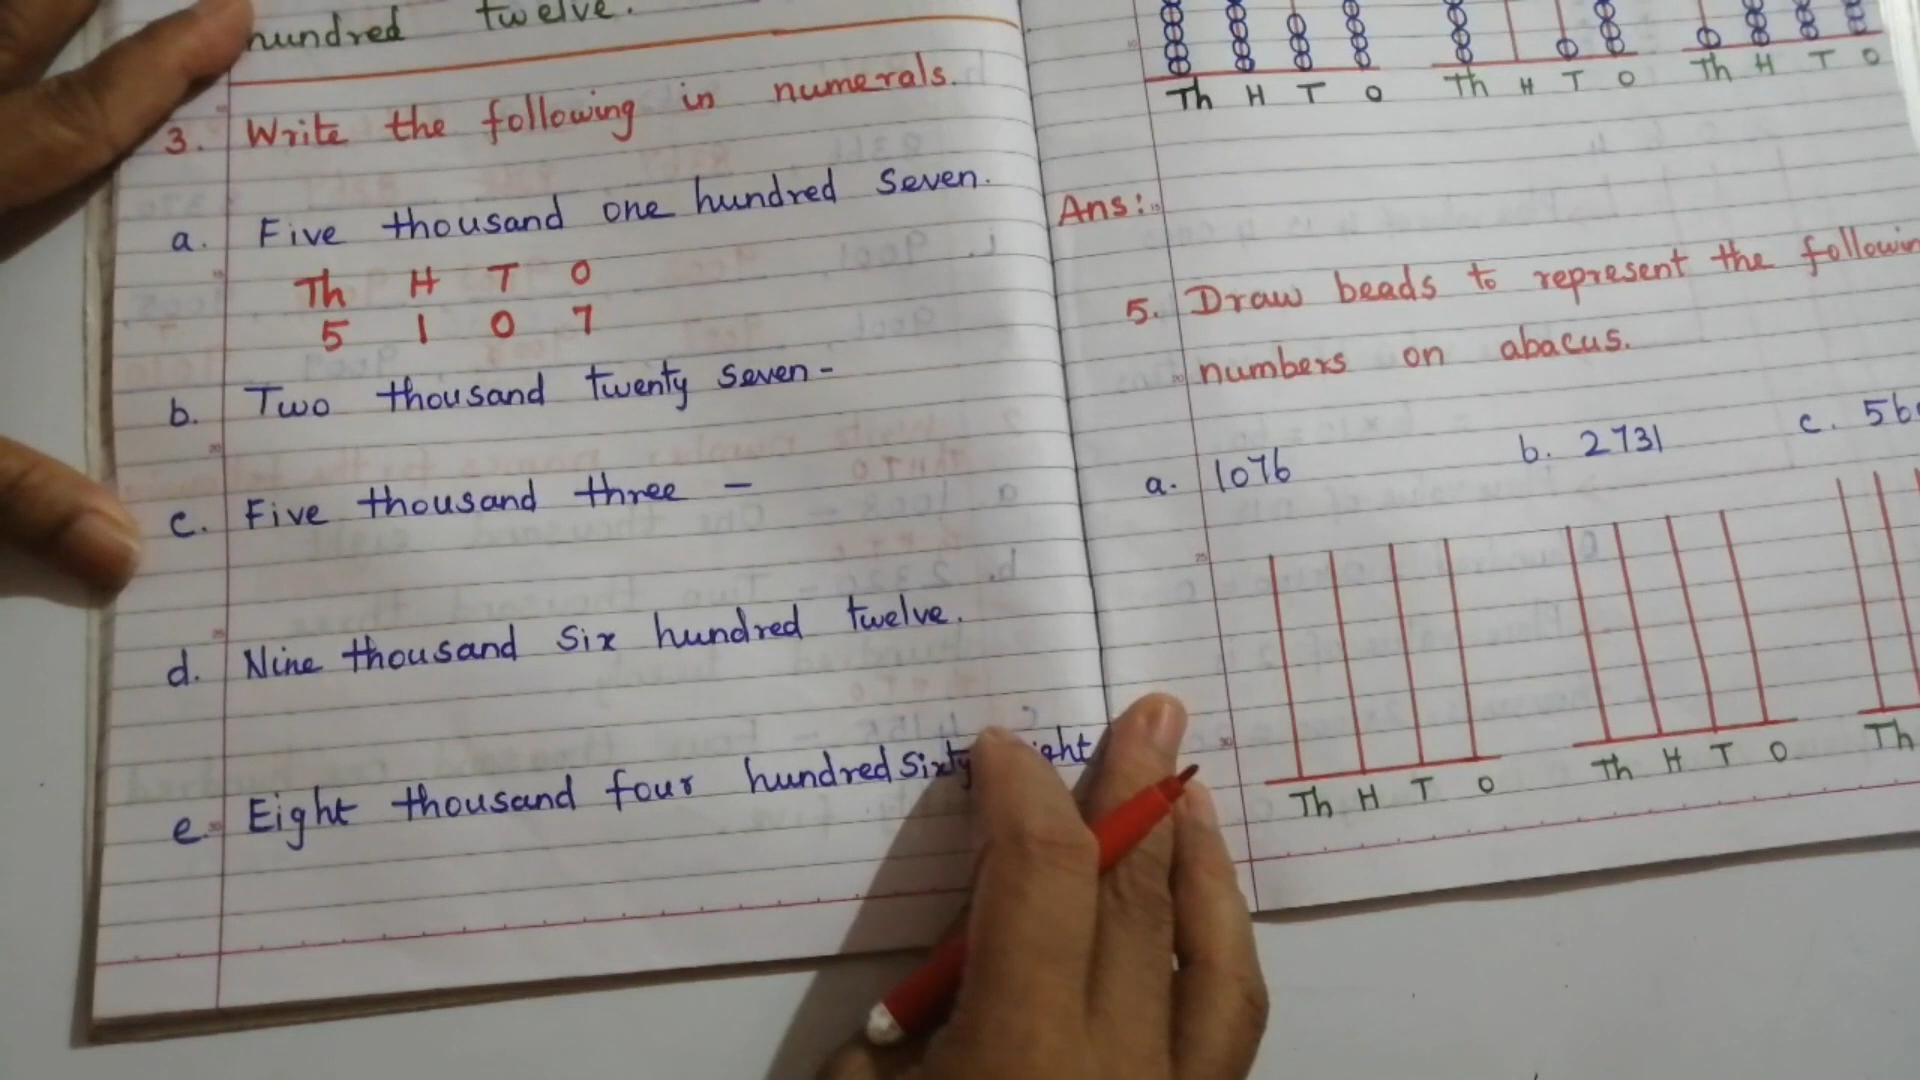 hundred twelve.
3. Write the following in numerals.
a. Five thousand one hundred seven.
Th H T O
5 1 0 7
b. Two thousand twenty seven -
c. Five thousand three -
d. Nine thousand six hundred twelve.
e. Eight thousand four hundred sixty
Th H T O Th H T O Th H T O
Ans:
5. Draw beads to represent the
numbers on abacus.
a. 1076 b. 2731 c.
Th H T O Th H T O Th